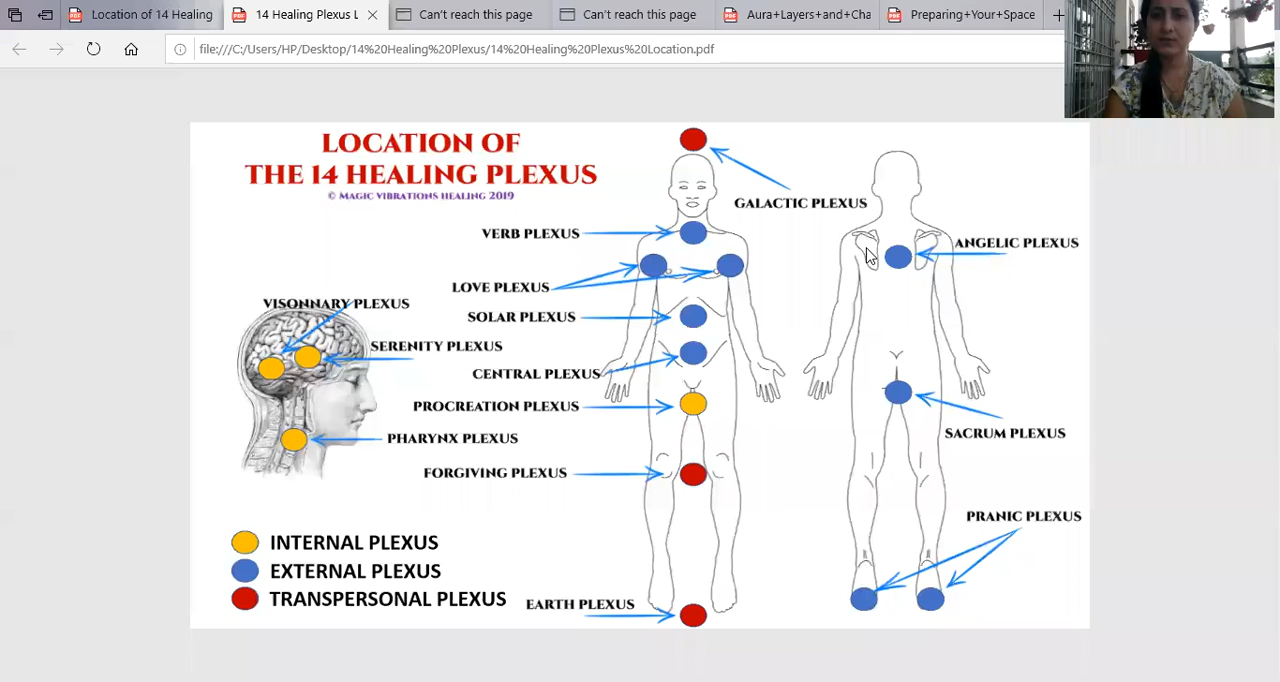 Location of 14 Healing
14 Healing Plexus L
Can't reach this page
Can't reach this page
Aura+Layers+and+Cha
Preparing+Your+Space
file:///C:/Users/HP/Desktop/14%20Healing%20Plexus/14%20Healing%20Plexus%20Location.pdf
LOCATION OF
THE 14 HEALING PLEXUS
© MAGIC VIBRATIONS HEALING 2019
GALACTIC PLEXUS
VERB PLEXUS
ANGELIC PLEXUS
LOVE PLEXUS
VISONNARY PLEXUS
SOLAR PLEXUS
SERENITY PLEXUS
CENTRAL PLEXUS
PROCREATION PLEXUS
SACRUM PLEXUS
PHARYNX PLEXUS
FORGIVING PLEXUS
PRANIC PLEXUS
INTERNAL PLEXUS
EXTERNAL PLEXUS
TRANSPERSONAL PLEXUS
EARTH PLEXUS